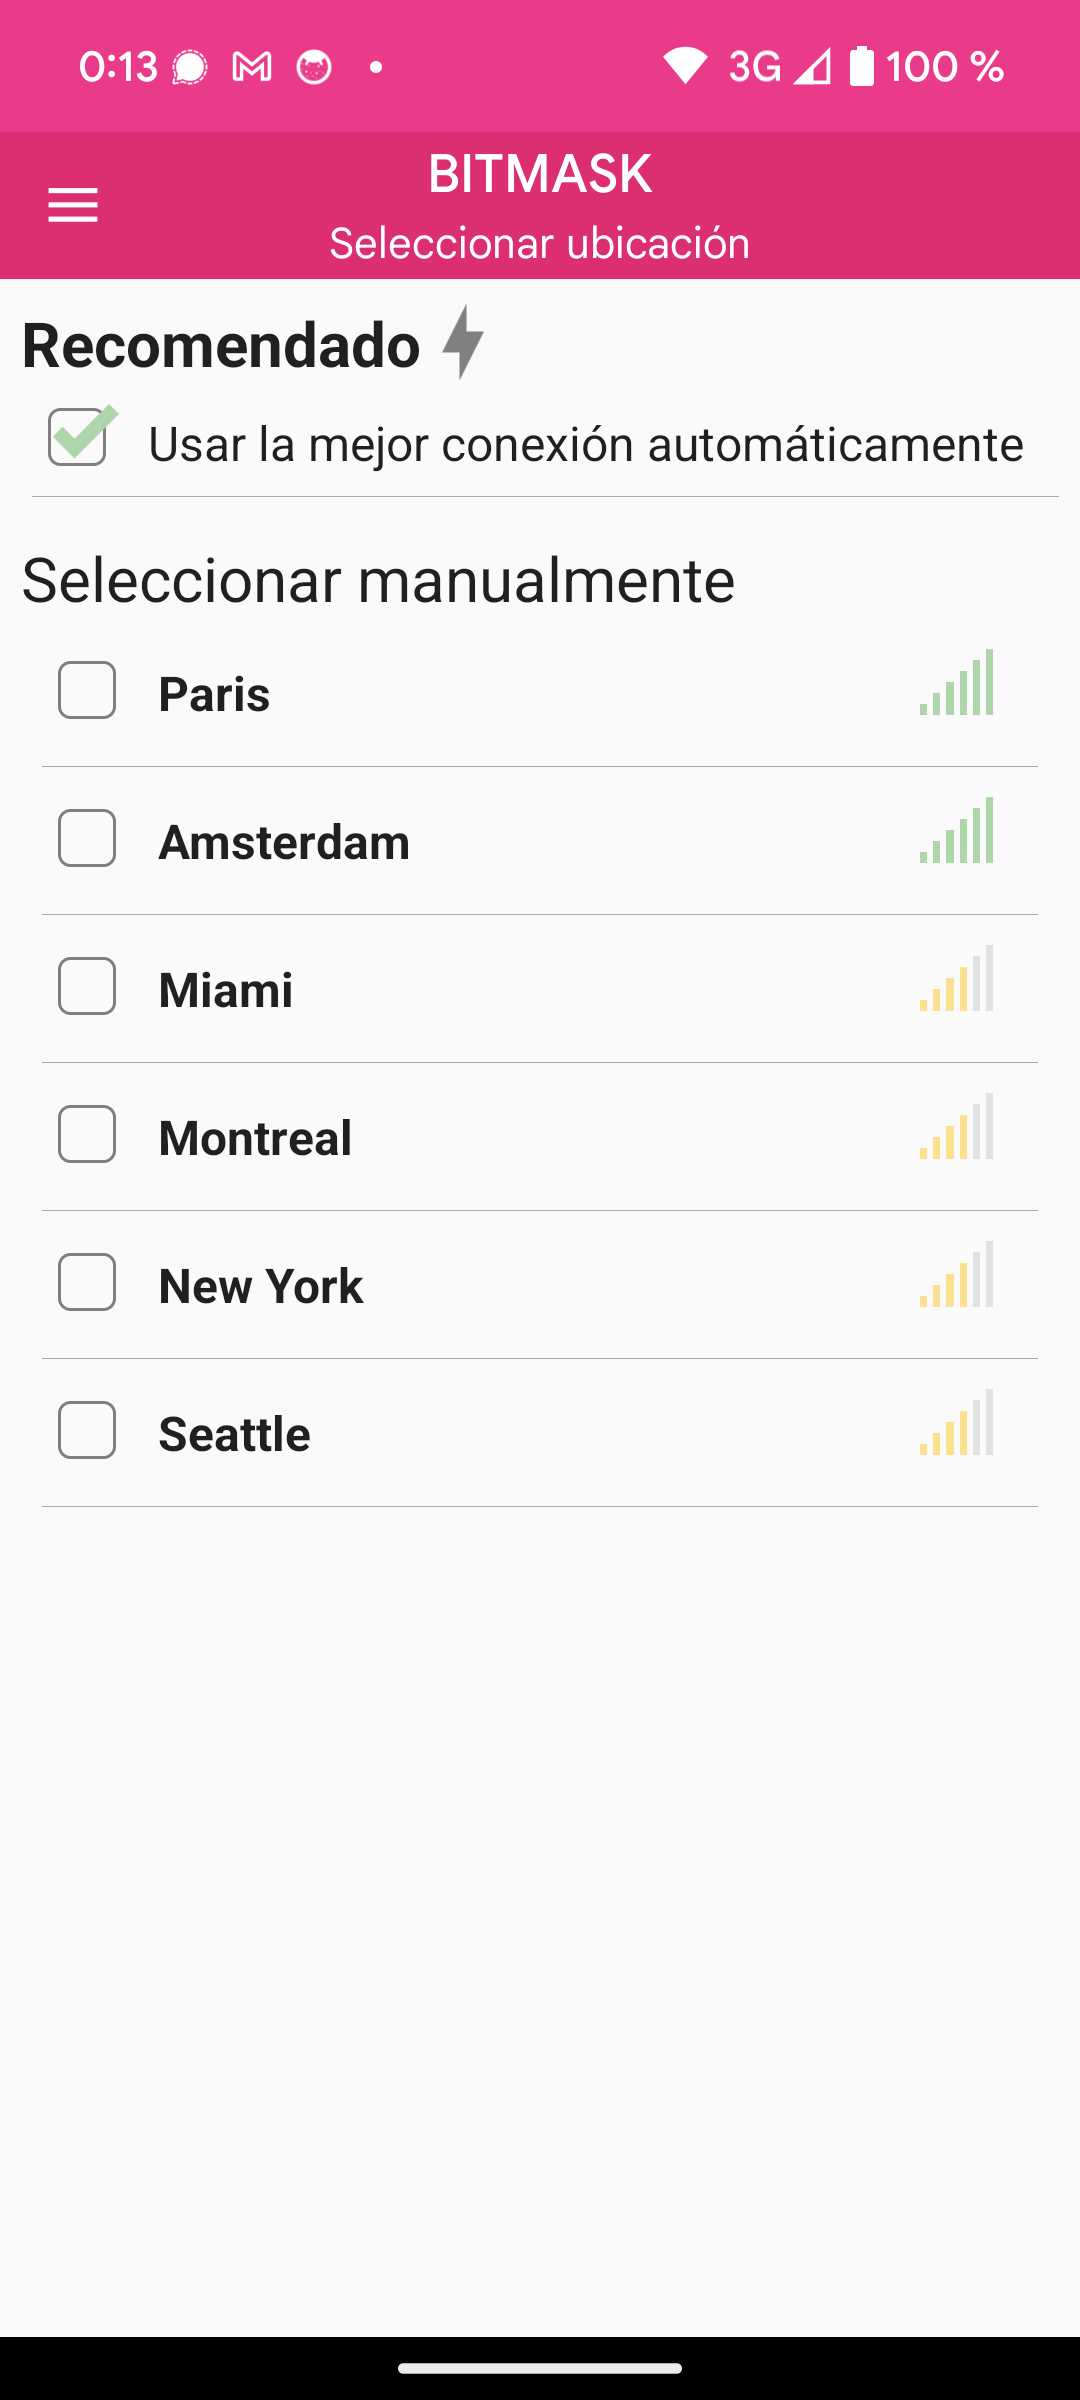 0:13 3G 100 %
BITMASK
Seleccionar ubicación
Recomendado
Usar la mejor conexión automáticamente
Seleccionar manualmente
Paris
Amsterdam
Miami
Montreal
New York
Seattle